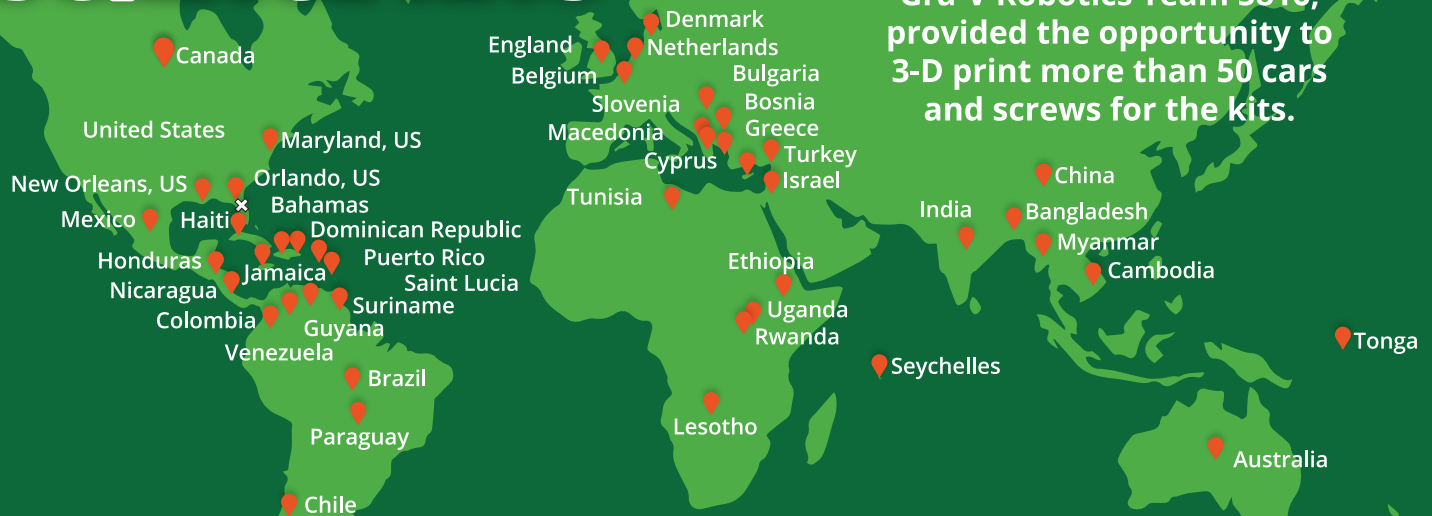 provided the opportunity to
3-D print more than 50 cars
and screws for the kits.
Canada
United States
Maryland, US
New Orleans, US
Orlando, US
Bahamas
Mexico
Haiti
Dominican Republic
Honduras
Jamaica
Puerto Rico
Nicaragua
Saint Lucia
Colombia
Suriname
Guyana
Venezuela
Brazil
Paraguay
Chile
Denmark
England
Netherlands
Belgium
Bulgaria
Slovenia
Bosnia
Macedonia
Greece
Cyprus
Turkey
Israel
Tunisia
Ethiopia
Uganda
Rwanda
Seychelles
Lesotho
China
India
Bangladesh
Myanmar
Cambodia
Tonga
Australia